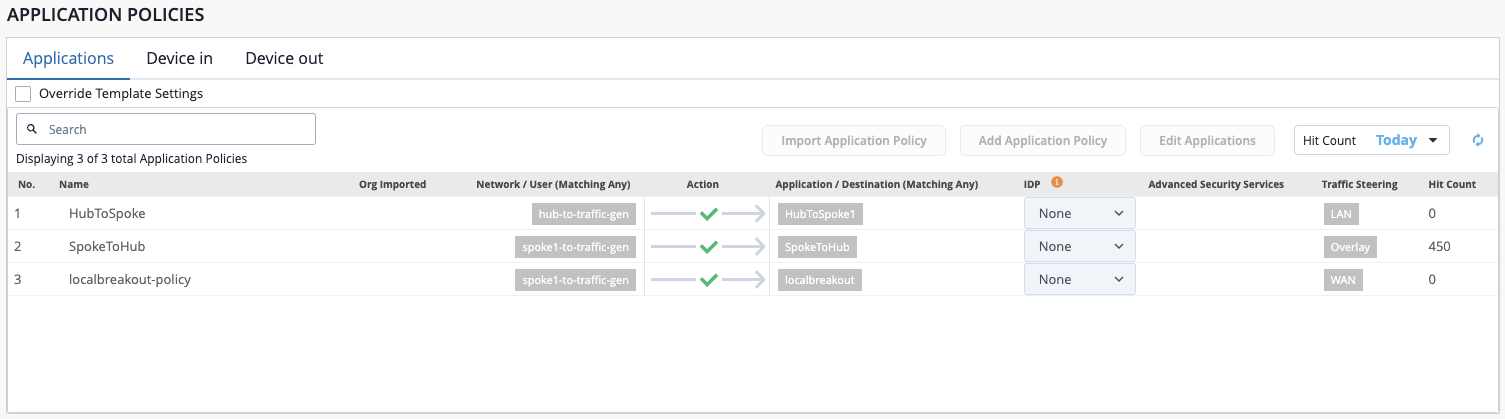 APPLICATION POLICIES
Applications Device in Device out
Override Template Settings
Search
Import Application Policy Add Application Policy Edit Applications Hit Count Today
Displaying 3 of 3 total Application Policies
No. Name Org Imported Network / User (Matching Any) Action Application / Destination (Matching Any) IDP Advanced Security Services Traffic Steering Hit Count
1 HubToSpoke hub-to-traffic-gen HubToSpoke1 None LAN 0
2 SpokeToHub spoke1-to-traffic-gen SpokeToHub None Overlay 450
3 localbreakout-policy spoke1-to-traffic-gen localbreakout None WAN 0